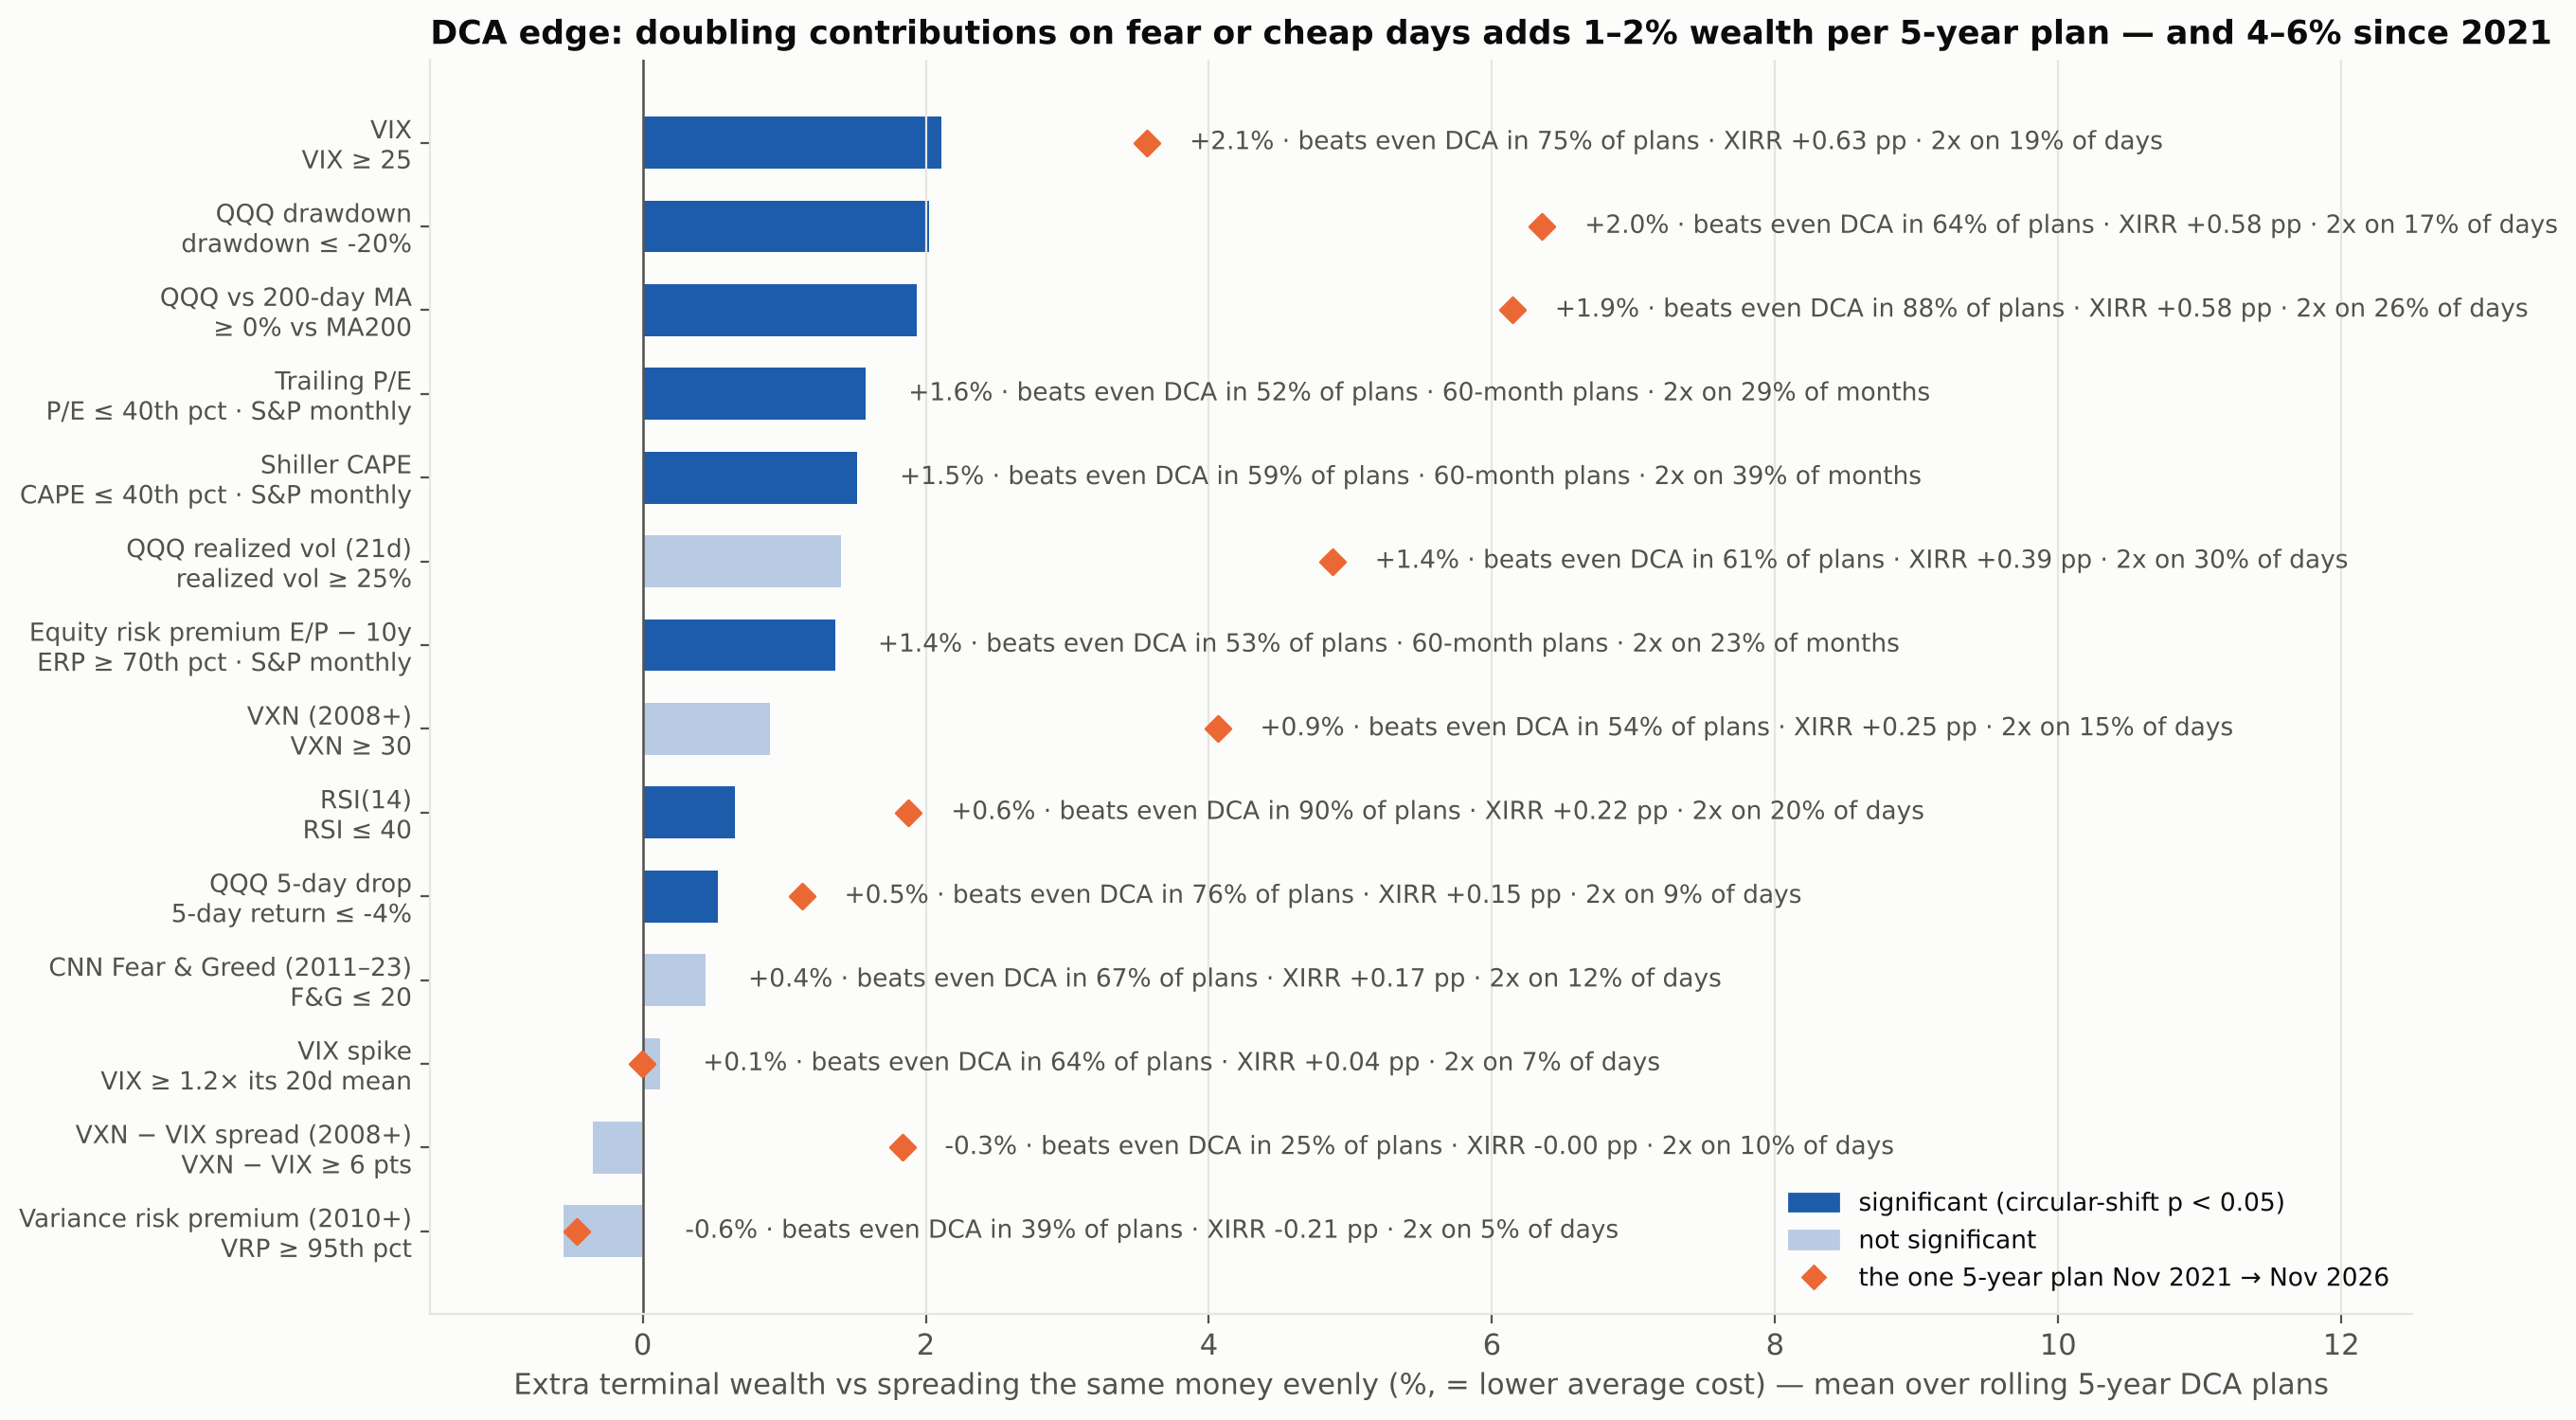 DCA edge: doubling contributions on fear or cheap days adds 1–2% wealth per 5-year plan — and 4–6% since 2021
VIX
VIX ≥ 25
+2.1% · beats even DCA in 75% of plans · XIRR +0.63 pp · 2x on 19% of days
QQQ drawdown
drawdown ≤ -20%
+2.0% · beats even DCA in 64% of plans · XIRR +0.58 pp · 2x on 17% of days
QQQ vs 200-day MA
≥ 0% vs MA200
+1.9% · beats even DCA in 88% of plans · XIRR +0.58 pp · 2x on 26% of days
Trailing P/E
P/E ≤ 40th pct · S&P monthly
+1.6% · beats even DCA in 52% of plans · 60-month plans · 2x on 29% of months
Shiller CAPE
CAPE ≤ 40th pct · S&P monthly
+1.5% · beats even DCA in 59% of plans · 60-month plans · 2x on 39% of months
QQQ realized vol (21d)
realized vol ≥ 25%
+1.4% · beats even DCA in 61% of plans · XIRR +0.39 pp · 2x on 30% of days
Equity risk premium E/P − 10y
ERP ≥ 70th pct · S&P monthly
+1.4% · beats even DCA in 53% of plans · 60-month plans · 2x on 23% of months
VXN (2008+)
VXN ≥ 30
+0.9% · beats even DCA in 54% of plans · XIRR +0.25 pp · 2x on 15% of days
RSI(14)
RSI ≤ 40
+0.6% · beats even DCA in 90% of plans · XIRR +0.22 pp · 2x on 20% of days
QQQ 5-day drop
5-day return ≤ -4%
+0.5% · beats even DCA in 76% of plans · XIRR +0.15 pp · 2x on 9% of days
CNN Fear & Greed (2011–23)
F&G ≤ 20
+0.4% · beats even DCA in 67% of plans · XIRR +0.17 pp · 2x on 12% of days
VIX spike
VIX ≥ 1.2× its 20d mean
+0.1% · beats even DCA in 64% of plans · XIRR +0.04 pp · 2x on 7% of days
VXN − VIX spread (2008+)
VXN − VIX ≥ 6 pts
-0.3% · beats even DCA in 25% of plans · XIRR -0.00 pp · 2x on 10% of days
Variance risk premium (2010+)
VRP ≥ 95th pct
-0.6% · beats even DCA in 39% of plans · XIRR -0.21 pp · 2x on 5% of days
significant (circular-shift p < 0.05)
not significant
the one 5-year plan Nov 2021 → Nov 2026
0 2 4 6 8 10 12
Extra terminal wealth vs spreading the same money evenly (%, = lower average cost) — mean over rolling 5-year DCA plans